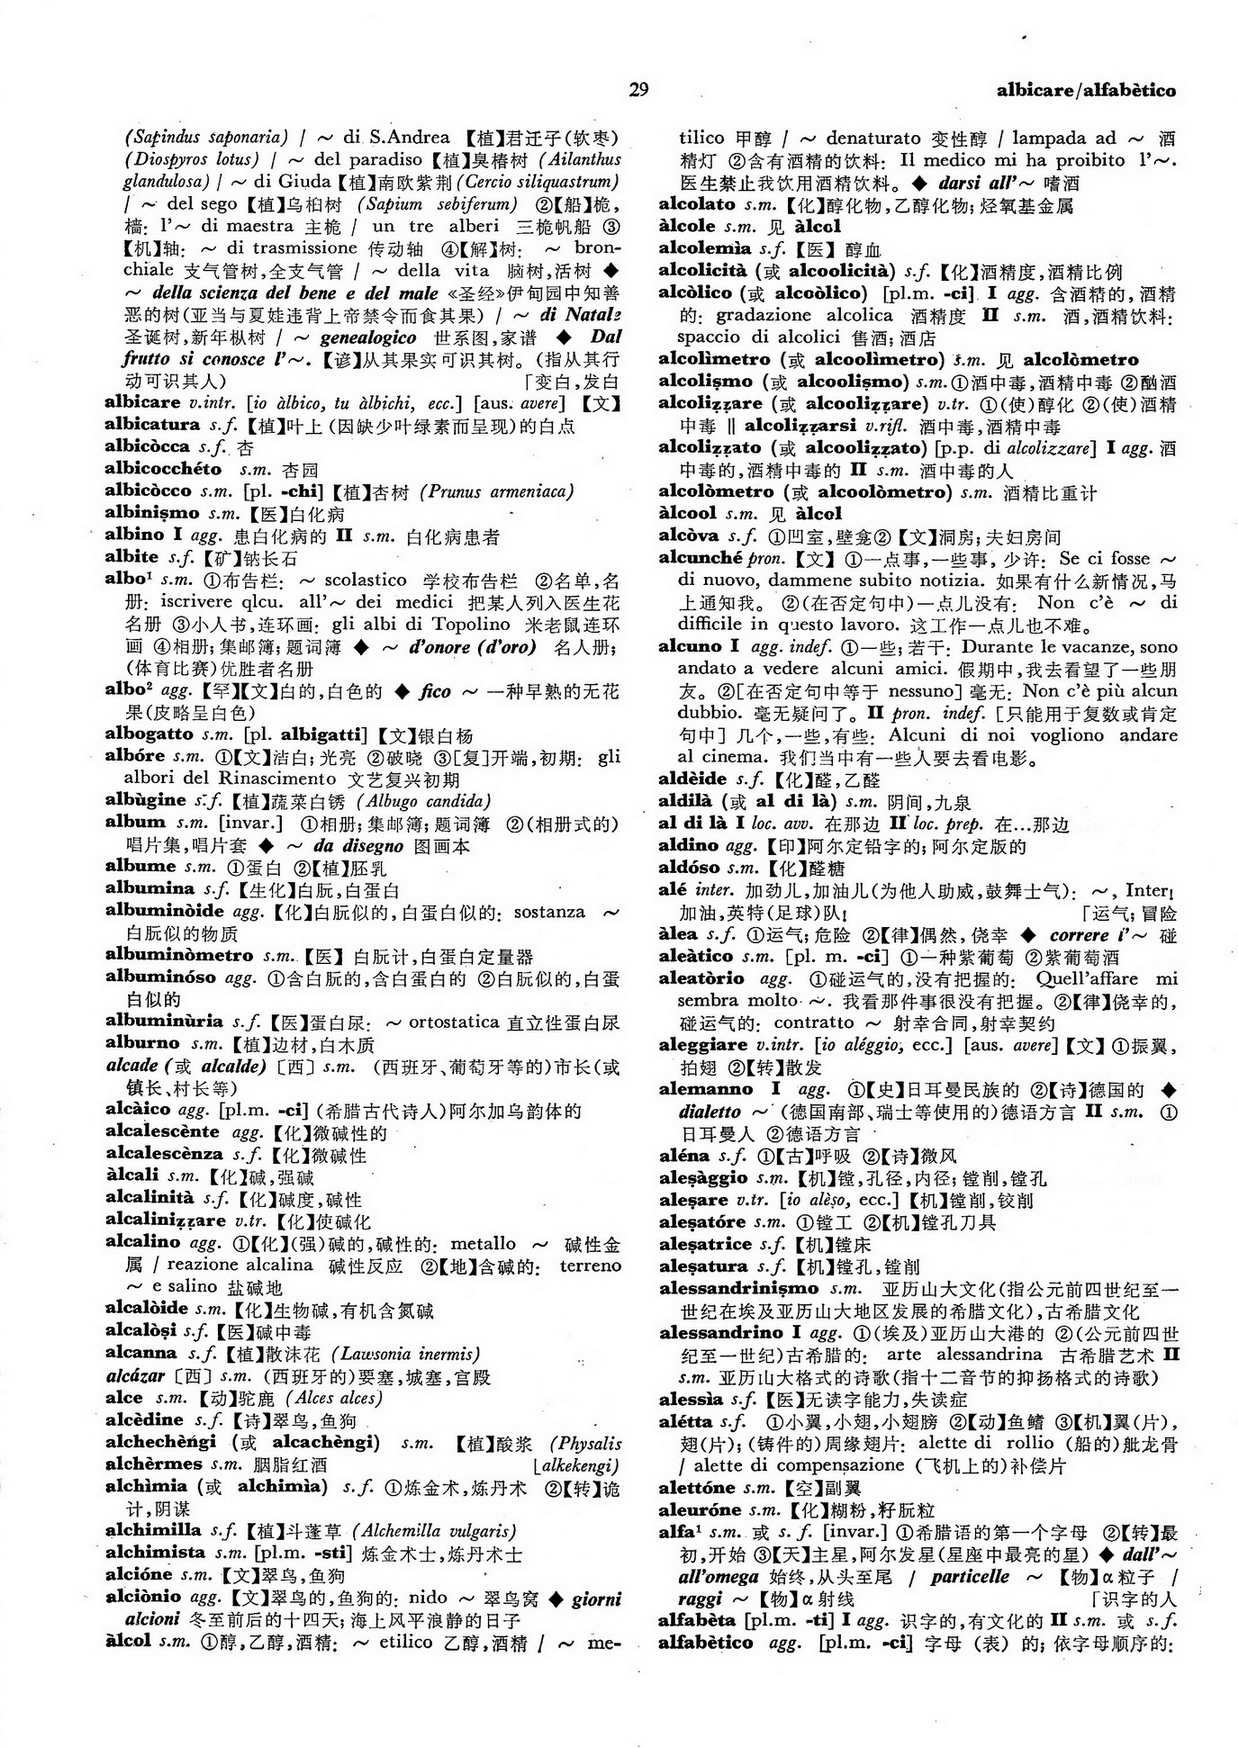 29
albicare/alfabètico
(Sapindus saponaria) / ～ di S.Andrea 【植】君迁子(软枣)
(Diospyros lotus) / ～ del paradiso【植】臭椿树 (Ailanthus
glandulosa) / ～ di Giuda【植】南欧紫荆(Cercio siliquastrum)
/ ～ del sego【植】乌桕树 (Sapium sebiferum) ②【船】桅,
樯: l'～ di maestra 主桅 / un tre alberi 三桅帆船 ③
【机】轴: ～ di trasmissione 传动轴 ④【解】树: ～ bron-
chiale 支气管树,全支气管 / ～ della vita 脑树,活树 ◆
～ della scienza del bene e del male《圣经》伊甸园中知善
恶的树(亚当与夏娃违背上帝禁令而食其果) / ～ di Natale
圣诞树,新年枞树 / ～ genealogico 世系图,家谱 ◆ Dal
frutto si conosce l'～. 【谚】从其果实可识其树。(指从其行
动可识其人) 「变白,发白
albicare v.intr. [io àlbico, tu àlbichi, ecc.] [aus. avere] 【文】
albicatura s.f.【植】叶上(因缺少叶绿素而呈现)的白点
albicòcca s.f. 杏
albicocchéto s.m. 杏园
albicòcco s.m. [pl. -chi]【植】杏树 (Prunus armeniaca)
albinişmo s.m.【医】白化病
albino I agg. 患白化病的 II s.m. 白化病患者
albite s.f.【矿】钠长石
albo¹ s.m. ①布告栏: ～ scolastico 学校布告栏 ②名单,名
册: iscrivere qlcu. all'～ dei medici 把某人列入医生花
名册 ③小人书,连环画: gli albi di Topolino 米老鼠连环
画 ④相册;集邮簿;题词簿 ◆ ～ d'onore (d'oro) 名人册;
(体育比赛)优胜者名册
albo² agg.【罕】【文】白的,白色的 ◆ fico ～ 一种早熟的无花
果(皮略呈白色)
albogatto s.m. [pl. albigatti]【文】银白杨
albóre s.m. ①【文】洁白;光亮 ②破晓 ③[复]开端,初期: gli
albori del Rinascimento 文艺复兴初期
albùgine s.f.【植】蔬菜白锈 (Albugo candida)
album s.m. [invar.] ①相册;集邮簿;题词簿 ②(相册式的)
唱片集,唱片套 ◆ ～ da disegno 图画本
albume s.m. ①蛋白 ②【植】胚乳
albumina s.f.【生化】白朊,白蛋白
albuminòide agg.【化】白朊似的,白蛋白似的: sostanza ～
白朊似的物质
albuminòmetro s.m.【医】 白朊计,白蛋白定量器
albuminóso agg. ①含白朊的,含白蛋白的 ②白朊似的,白蛋
白似的
albuminùria s.f.【医】蛋白尿: ～ ortostatica 直立性蛋白尿
alburno s.m.【植】边材,白木质
alcade (或 alcalde) 〔西〕 s.m. (西班牙、葡萄牙等的)市长(或
镇长、村长等)
alcàico agg. [pl.m. -ci] (希腊古代诗人)阿尔加乌韵体的
alcalescènte agg.【化】微碱性的
alcalescènza s.f.【化】微碱性
àlcali s.m.【化】碱,强碱
alcalinità s.f.【化】碱度,碱性
alcaliniẓẓare v.tr.【化】使碱化
alcalino agg. ①【化】(强)碱的,碱性的: metallo ～ 碱性金
属 / reazione alcalina 碱性反应 ②【地】含碱的: terreno
～ e salino 盐碱地
alcalòide s.m.【化】生物碱,有机含氮碱
alcalòşi s.f.【医】碱中毒
alcanna s.f.【植】散沫花 (Lawsonia inermis)
alcázar 〔西〕 s.m. (西班牙的)要塞,城塞,宫殿
alce s.m.【动】驼鹿 (Alces alces)
alcèdine s.f.【诗】翠鸟,鱼狗
alchechèngi (或 alcachèngi) s.m. 【植】酸浆 (Physalis
alchèrmes s.m. 胭脂红酒 ⌊alkekengi)
alchìmia (或 alchimìa) s.f. ①炼金术,炼丹术 ②【转】诡
计,阴谋
alchimilla s.f.【植】斗蓬草 (Alchemilla vulgaris)
alchimista s.m. [pl.m. -sti] 炼金术士,炼丹术士
alcióne s.m.【文】翠鸟,鱼狗
alciònio agg.【文】翠鸟的,鱼狗的: nido ～ 翠鸟窝 ◆ giorni
alcioni 冬至前后的十四天;海上风平浪静的日子
àlcol s.m. ①醇,乙醇,酒精: ～ etilico 乙醇,酒精 / ～ me-
tilico 甲醇 / ～ denaturato 变性醇 / lampada ad ～ 酒
精灯 ②含有酒精的饮料: Il medico mi ha proibito l'～.
医生禁止我饮用酒精饮料。◆ darsi all'～ 嗜酒
alcolato s.m.【化】醇化物,乙醇化物;烃氧基金属
àlcole s.m. 见 àlcol
alcolemìa s.f.【医】 醇血
alcolicità (或 alcoolicità) s.f.【化】酒精度,酒精比例
alcòlico (或 alcoòlico) [pl.m. -ci] I agg. 含酒精的,酒精
的: gradazione alcolica 酒精度 II s.m. 酒,酒精饮料:
spaccio di alcolici 售酒;酒店
alcolìmetro (或 alcoolìmetro) s.m. 见 alcolòmetro
alcolişmo (或 alcoolişmo) s.m.①酒中毒,酒精中毒 ②酗酒
alcoliẓẓare (或 alcooliẓẓare) v.tr. ①(使)醇化 ②(使)酒精
中毒 ‖ alcoliẓẓarsi v.rifl. 酒中毒,酒精中毒
alcoliẓẓato (或 alcooliẓẓato) [p.p. di alcolizzare] I agg. 酒
中毒的,酒精中毒的 II s.m. 酒中毒的人
alcolòmetro (或 alcoolòmetro) s.m. 酒精比重计
àlcool s.m. 见 àlcol
alcòva s.f. ①凹室,壁龛②【文】洞房;夫妇房间
alcunché pron.【文】 ①一点事,一些事,少许: Se ci fosse ～
di nuovo, dammene subito notizia. 如果有什么新情况,马
上通知我。 ②(在否定句中)一点儿没有: Non c'è ～ di
difficile in questo lavoro. 这工作一点儿也不难。
alcuno I agg. indef. ①一些;若干: Durante le vacanze, sono
andato a vedere alcuni amici. 假期中,我去看望了一些朋
友。②[在否定句中等于 nessuno] 毫无: Non c'è più alcun
dubbio. 毫无疑问了。II pron. indef. [只能用于复数或肯定
句中] 几个,一些,有些: Alcuni di noi vogliono andare
al cinema. 我们当中有一些人要去看电影。
aldèide s.f.【化】醛,乙醛
aldilà (或 al di là) s.m. 阴间,九泉
al di là I loc. avv. 在那边 II loc. prep. 在…那边
aldino agg.【印】阿尔定铅字的;阿尔定版的
aldóso s.m.【化】醛糖
alé inter. 加劲儿,加油儿(为他人助威,鼓舞士气): ～, Inter!
加油,英特(足球)队! 「运气;冒险
àlea s.f. ①运气;危险 ②【律】偶然,侥幸 ◆ correre l'～ 碰
aleàtico s.m. [pl. m. -ci] ①一种紫葡萄 ②紫葡萄酒
aleatòrio agg. ①碰运气的,没有把握的: Quell'affare mi
sembra molto ～. 我看那件事很没有把握。②【律】侥幸的,
碰运气的: contratto ～ 射幸合同,射幸契约
aleggiare v.intr. [io aléggio, ecc.] [aus. avere]【文】①振翼,
拍翅 ②【转】散发
alemanno I agg. ①【史】日耳曼民族的 ②【诗】德国的 ◆
dialetto ～ (德国南部、瑞士等使用的)德语方言 II s.m. ①
日耳曼人 ②德语方言
aléna s.f. ①【古】呼吸 ②【诗】微风
aleşàggio s.m.【机】镗,孔径,内径;镗削,镗孔
aleşare v.tr. [io alèşo, ecc.]【机】镗削,铰削
aleşatóre s.m. ①镗工 ②【机】镗孔刀具
aleşatrice s.f.【机】镗床
aleşatura s.f.【机】镗孔,镗削
alessandrinişmo s.m. 亚历山大文化(指公元前四世纪至一
世纪在埃及亚历山大地区发展的希腊文化),古希腊文化
alessandrino I agg. ①(埃及)亚历山大港的 ②(公元前四世
纪至一世纪)古希腊的: arte alessandrina 古希腊艺术 II
s.m. 亚历山大格式的诗歌(指十二音节的抑扬格式的诗歌)
alessìa s.f.【医】无读字能力,失读症
alétta s.f. ①小翼,小翅,小翅膀 ②【动】鱼鳍 ③【机】翼(片),
翅(片);(铸件的)周缘翅片: alette di rollio (船的)舭龙骨
/ alette di compensazione (飞机上的)补偿片
alettóne s.m.【空】副翼
aleuróne s.m.【化】糊粉,籽朊粒
alfa¹ s.m. 或 s. f. [invar.] ①希腊语的第一个字母 ②【转】最
初,开始 ③【天】主星,阿尔发星(星座中最亮的星) ◆ dall'～
all'omega 始终,从头至尾 / particelle ～ 【物】α粒子 /
raggi ～ 【物】α射线 「识字的人
alfabèta [pl.m. -ti] I agg. 识字的,有文化的 II s.m. 或 s.f.
alfabètico agg. [pl.m. -ci] 字母 (表) 的; 依字母顺序的: